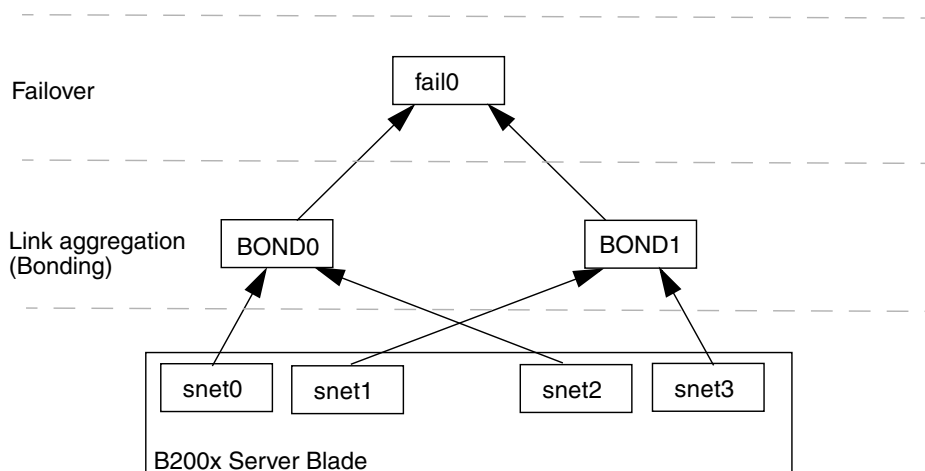 fail0
Failover
BOND0
BOND1
Link aggregation
(Bonding)
snet0
snet1
snet2
snet3
B200x Server Blade